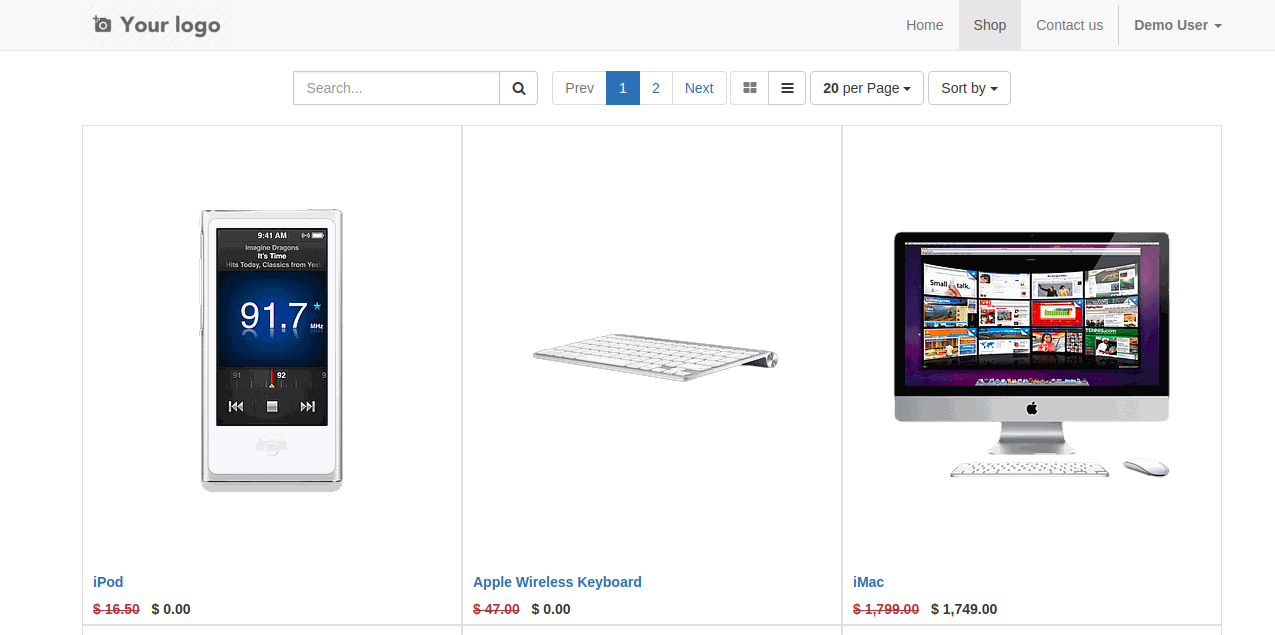 Your logo
Home
Shop
Contact us
Demo User
Search...
Prev
1
2
Next
20 per Page
Sort by
9:41 AM
Imagine Dragons
It's Time
Hits Today, Classics from Yest
91.7 MHz
91 92 9
Small talk.
iPod
$ 16.50 $ 0.00
Apple Wireless Keyboard
$ 47.00 $ 0.00
iMac
$ 1,799.00 $ 1,749.00